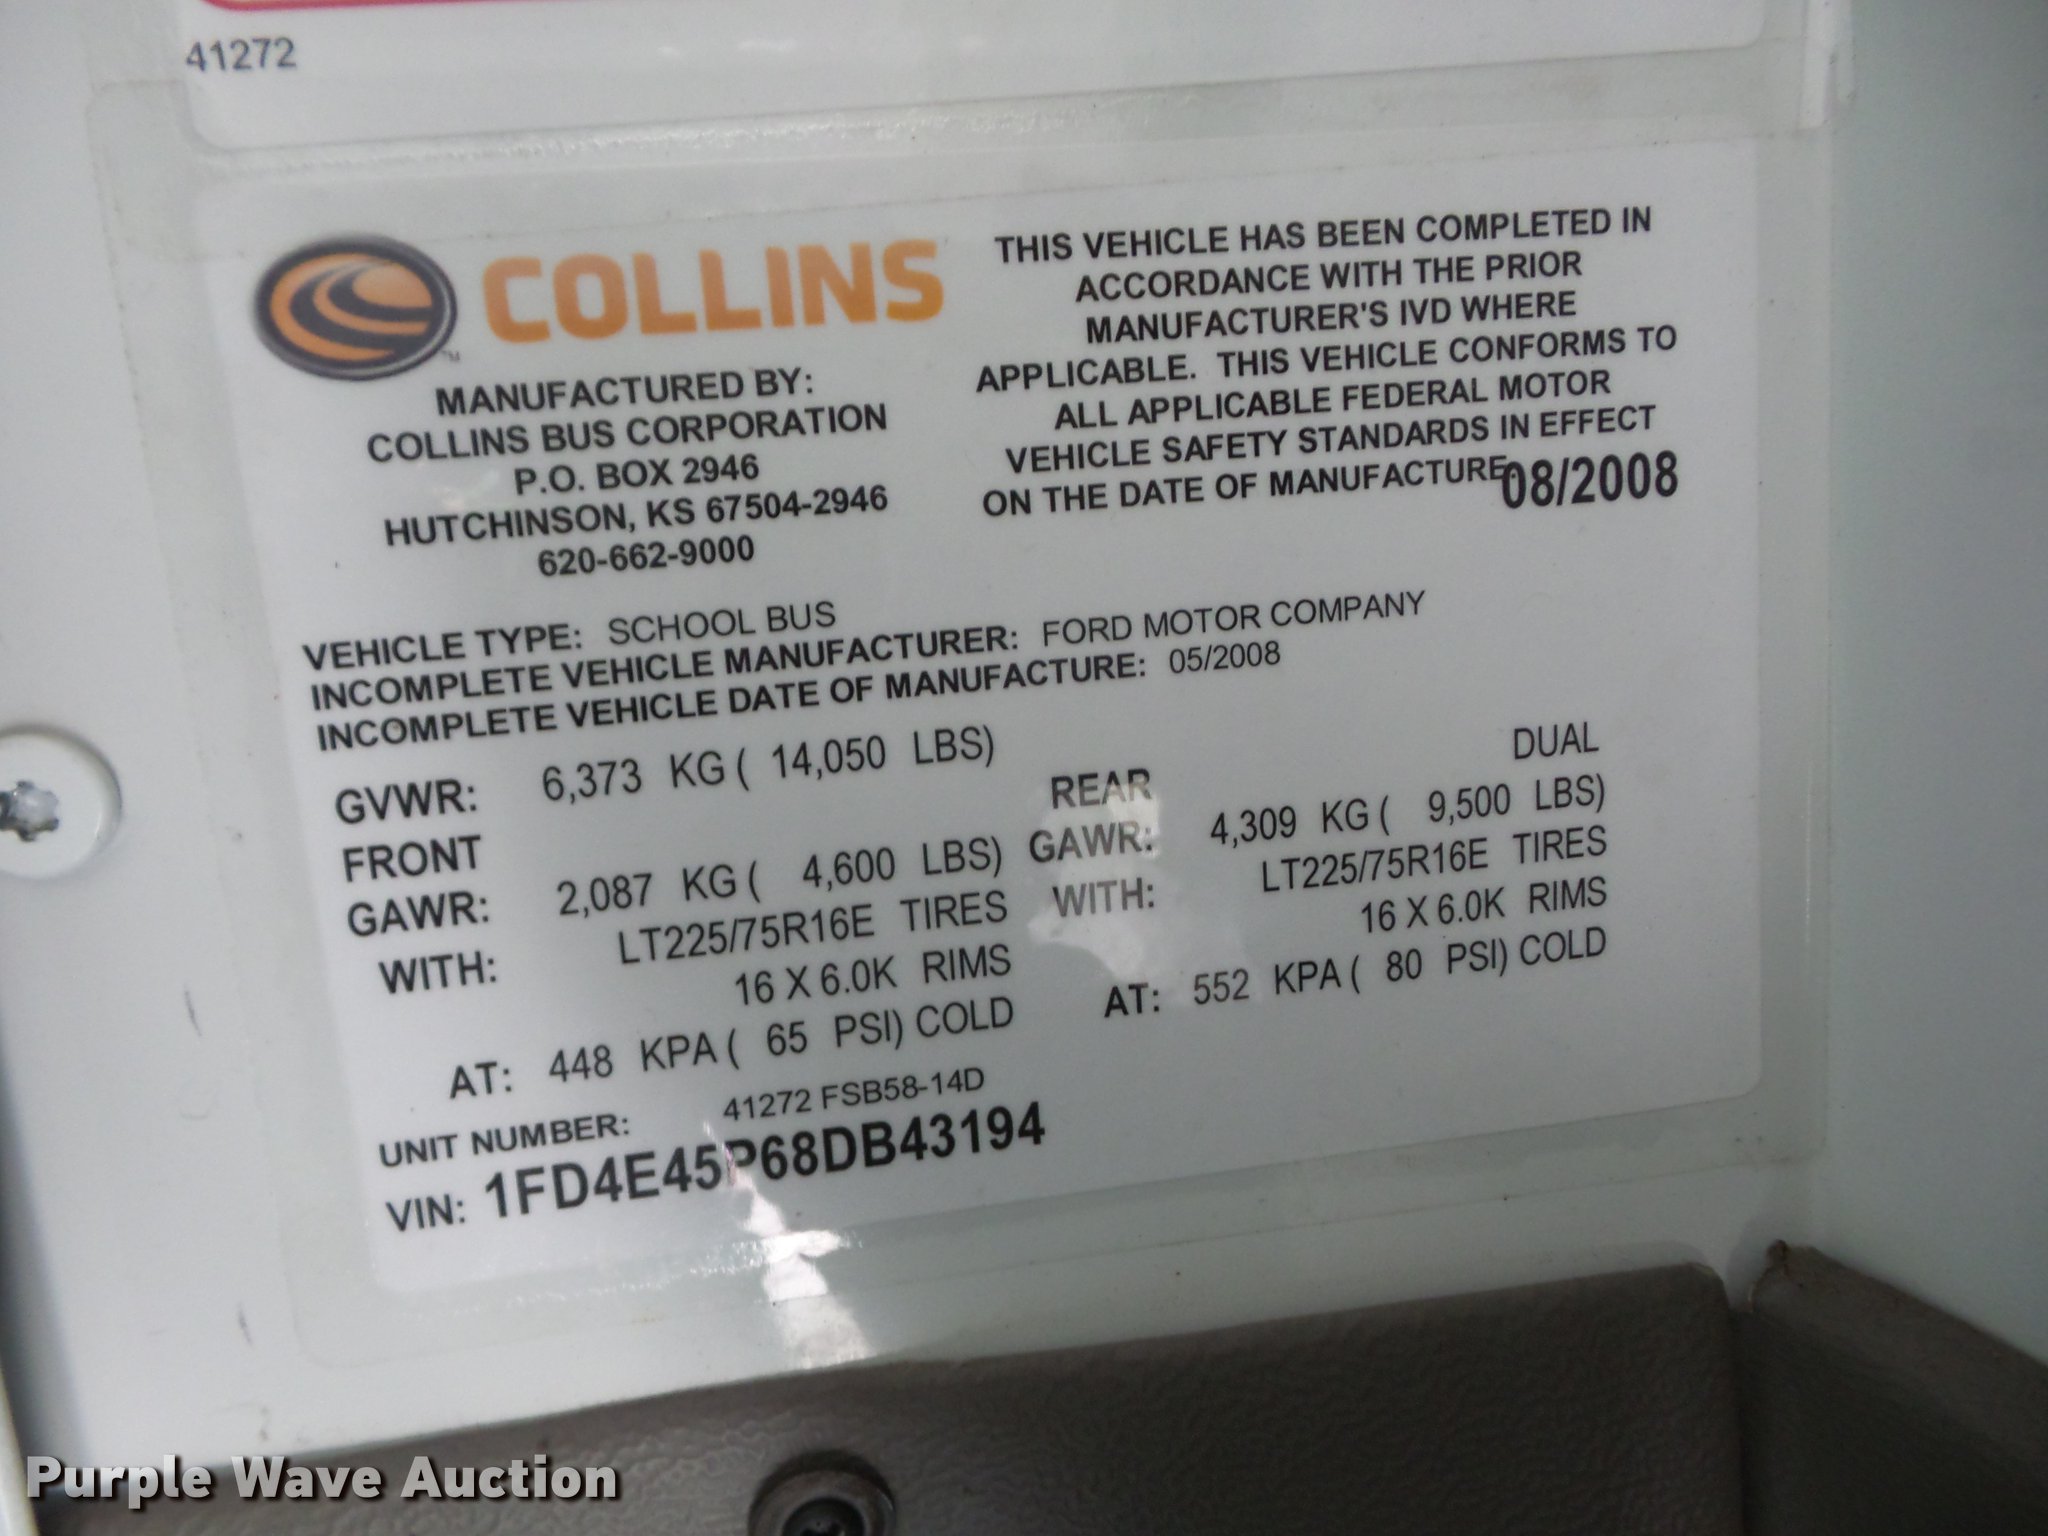 41272
COLLINS
TM
MANUFACTURED BY:
COLLINS BUS CORPORATION
P.O. BOX 2946
HUTCHINSON, KS 67504-2946
620-662-9000
THIS VEHICLE HAS BEEN COMPLETED IN
ACCORDANCE WITH THE PRIOR
MANUFACTURER'S IVD WHERE
APPLICABLE. THIS VEHICLE CONFORMS TO
ALL APPLICABLE FEDERAL MOTOR
VEHICLE SAFETY STANDARDS IN EFFECT
ON THE DATE OF MANUFACTURE 08/2008
VEHICLE TYPE: SCHOOL BUS
INCOMPLETE VEHICLE MANUFACTURER: FORD MOTOR COMPANY
INCOMPLETE VEHICLE DATE OF MANUFACTURE: 05/2008
GVWR: 6,373 KG ( 14,050 LBS)
FRONT
GAWR: 2,087 KG ( 4,600 LBS)
WITH: LT225/75R16E TIRES
16 X 6.0K RIMS
AT: 448 KPA ( 65 PSI) COLD
DUAL
REAR
GAWR: 4,309 KG ( 9,500 LBS)
WITH: LT225/75R16E TIRES
16 X 6.0K RIMS
AT: 552 KPA ( 80 PSI) COLD
UNIT NUMBER: 41272 FSB58-14D
VIN: 1FD4E45P68DB43194
Purple Wave Auction